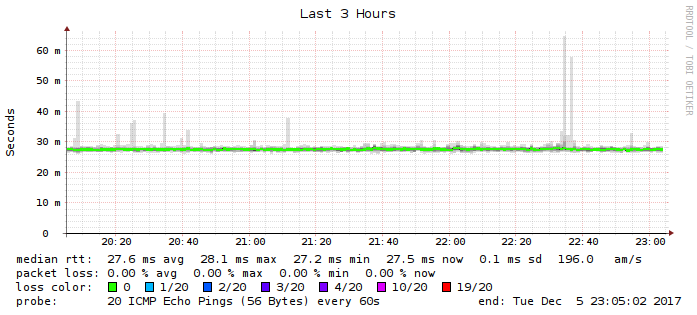 Last 3 Hours
RRDTOOL / TOBI OETIKER
Seconds
60 m
50 m
40 m
30 m
20 m
10 m
0
20:20 20:40 21:00 21:20 21:40 22:00 22:20 22:40 23:00
median rtt: 27.6 ms avg 28.1 ms max 27.2 ms min 27.5 ms now 0.1 ms sd 196.0 am/s
packet loss: 0.00 % avg 0.00 % max 0.00 % min 0.00 % now
loss color: 0 1/20 2/20 3/20 4/20 10/20 19/20
probe: 20 ICMP Echo Pings (56 Bytes) every 60s end: Tue Dec 5 23:05:02 2017